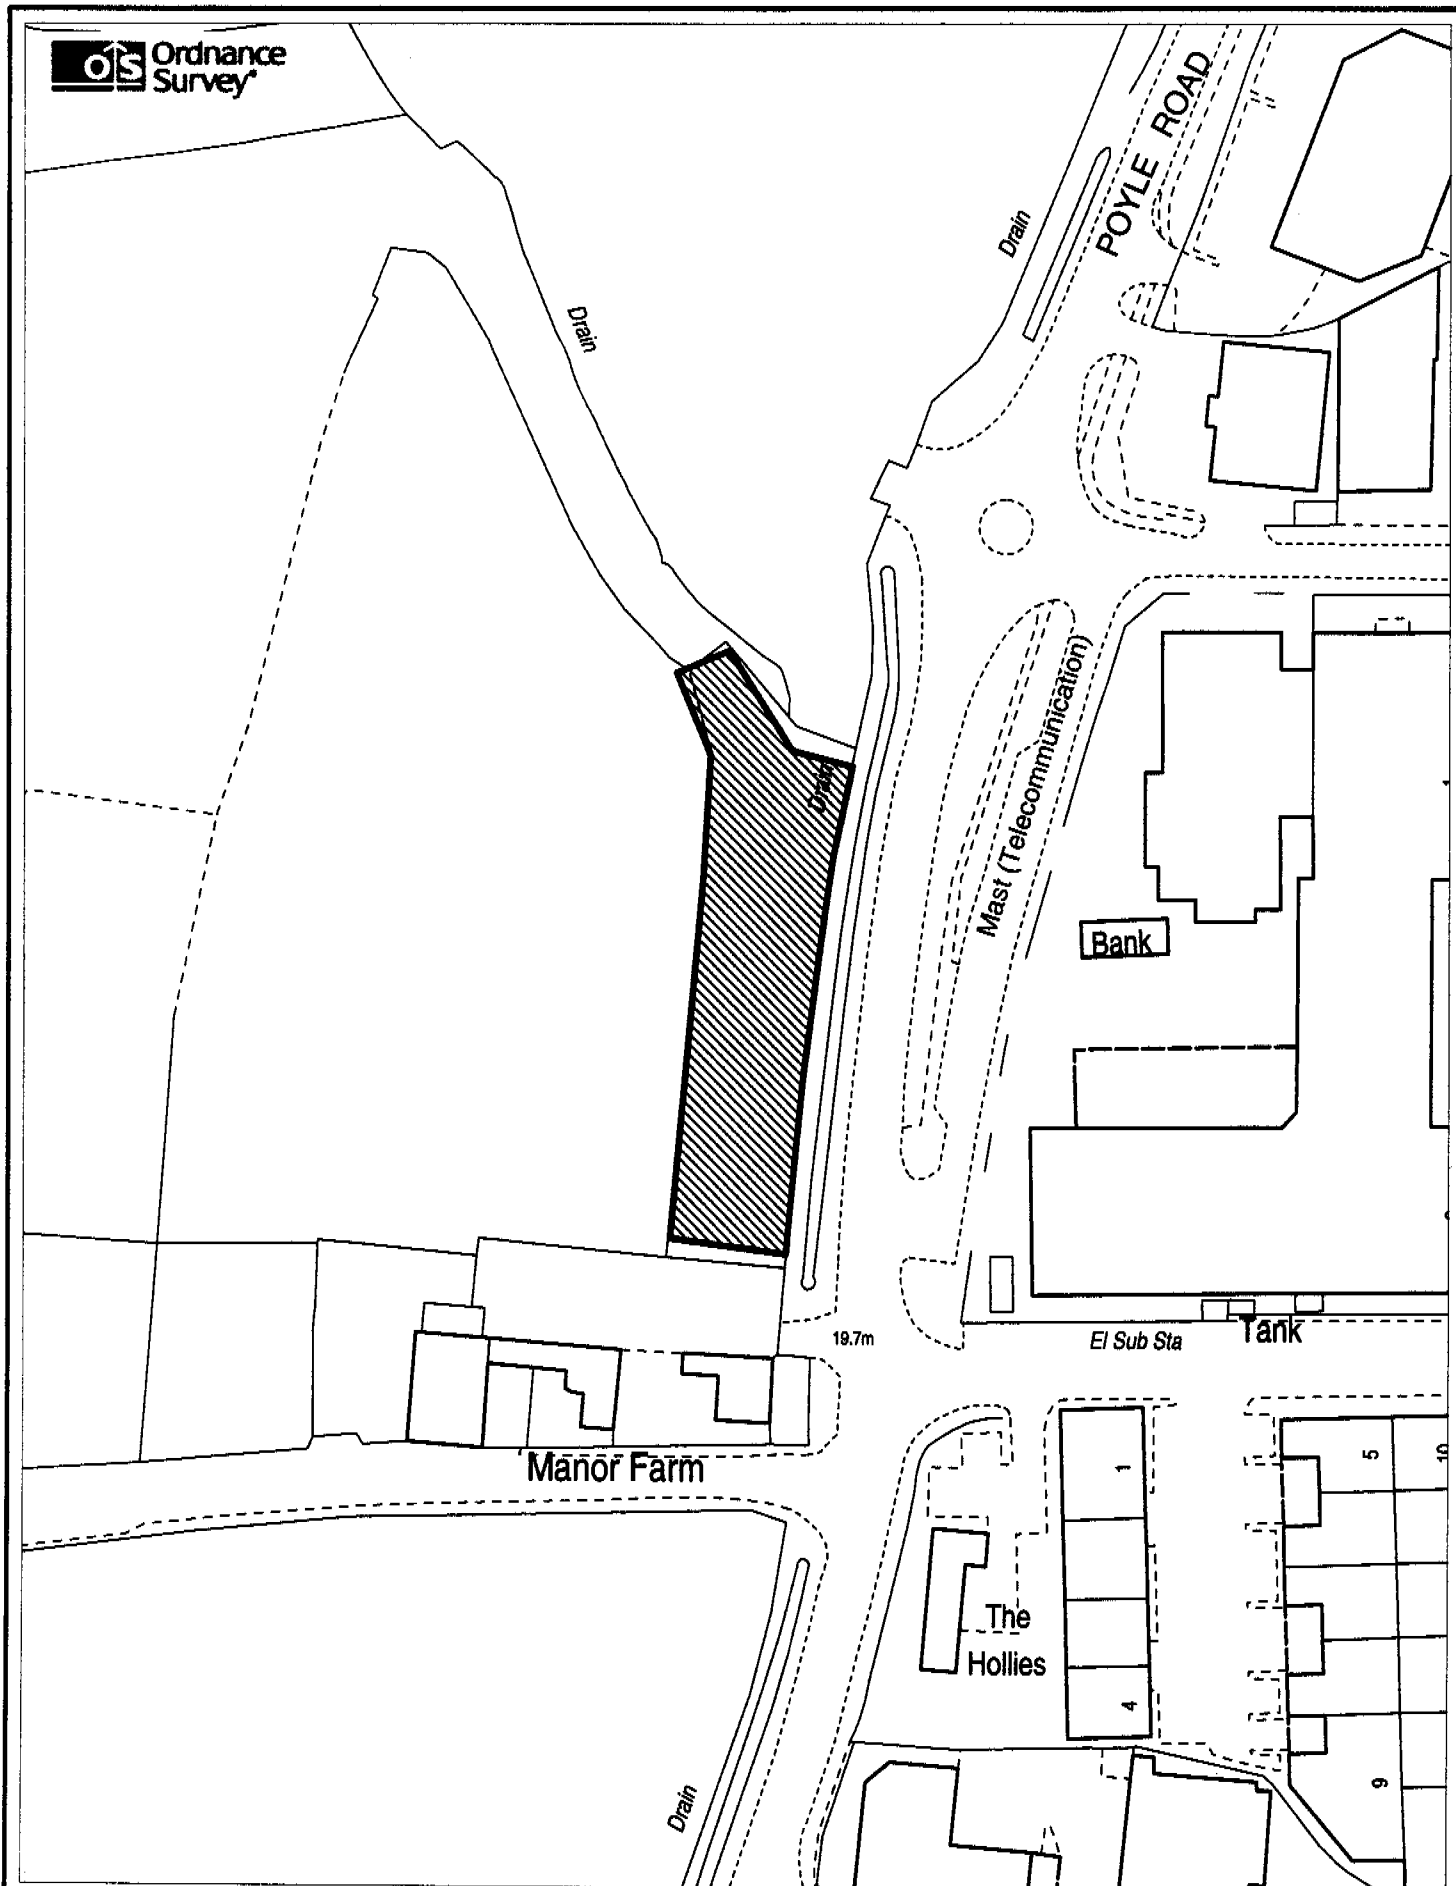 OS Ordnance
Survey®
POYLE ROAD
Drain
Drain
Mast (Telecommunication)
Drain
Bank
19.7m
El Sub Sta
Tank
Manor Farm
1
5
10
The
Hollies
4
9
Drain